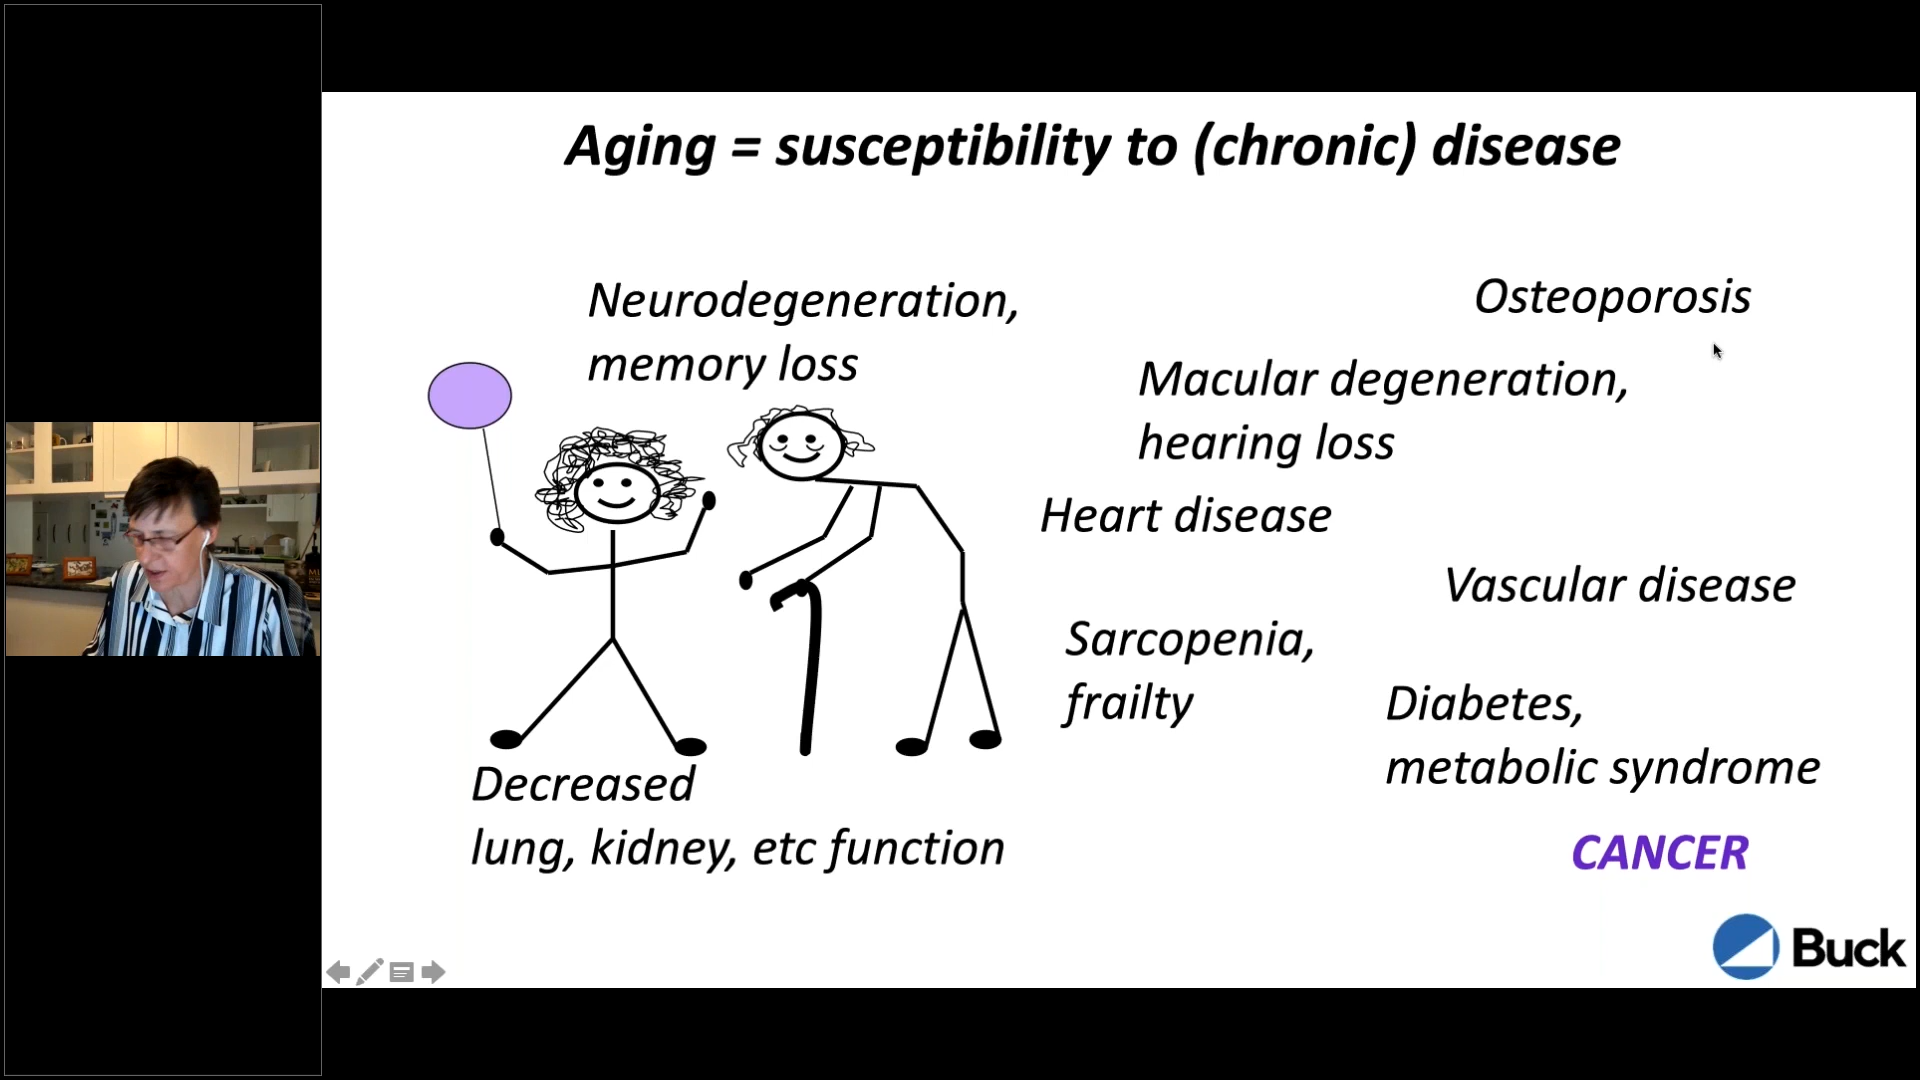 Aging = susceptibility to (chronic) disease
Neurodegeneration,
memory loss
Osteoporosis
Macular degeneration,
hearing loss
Heart disease
Vascular disease
Sarcopenia,
frailty
Diabetes,
metabolic syndrome
Decreased
lung, kidney, etc function
CANCER
Buck